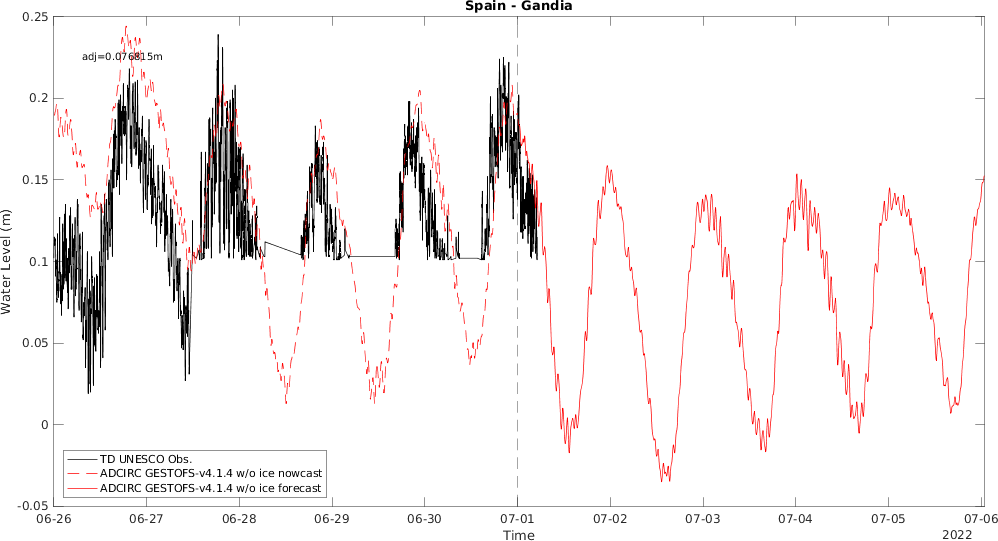 Spain - Gandia
adj=0.076815m
Water Level (m)
0.25
0.2
0.15
0.1
0.05
0
-0.05
TD UNESCO Obs.
ADCIRC GESTOFS-v4.1.4 w/o ice nowcast
ADCIRC GESTOFS-v4.1.4 w/o ice forecast
06-26 06-27 06-28 06-29 06-30 07-01 07-02 07-03 07-04 07-05 07-06
Time
2022